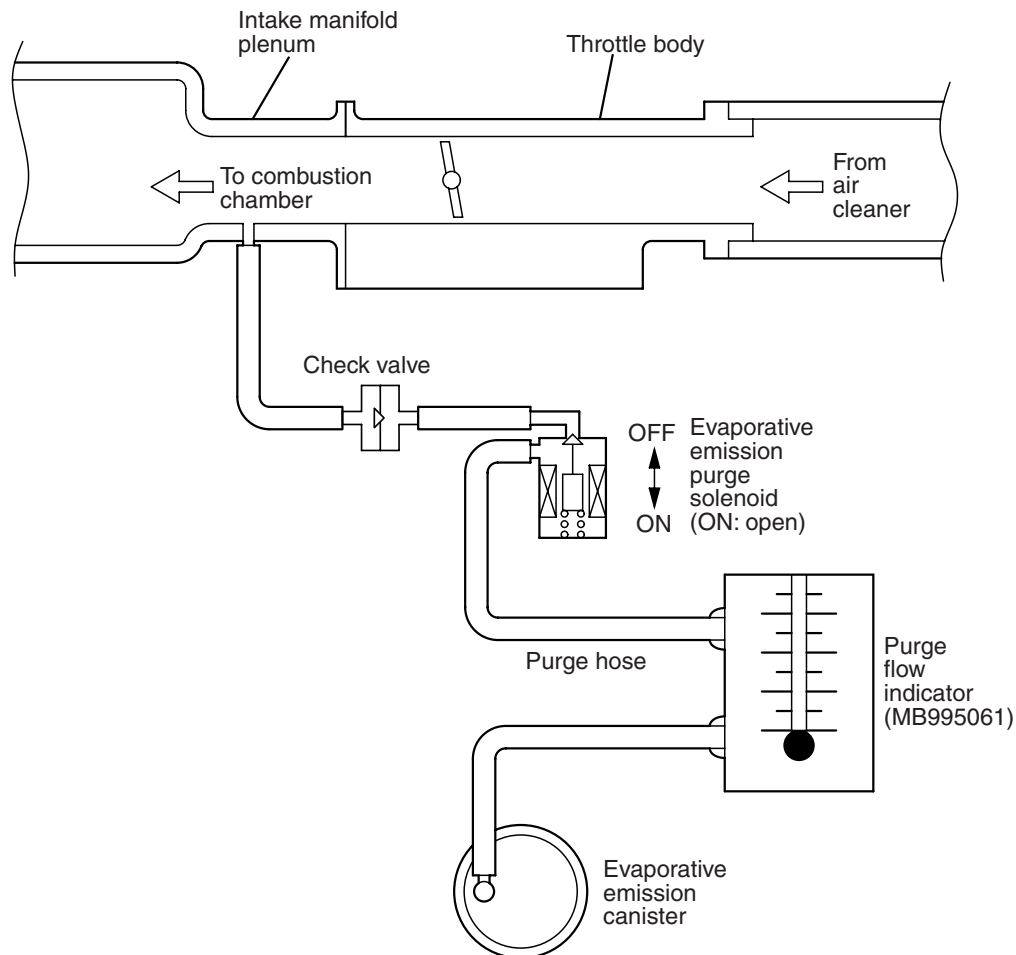 Intake manifold
plenum
Throttle body
To combustion
chamber
From
air
cleaner
Check valve
OFF
ON
Evaporative
emission
purge
solenoid
(ON: open)
Purge hose
Purge
flow
indicator
(MB995061)
Evaporative
emission
canister